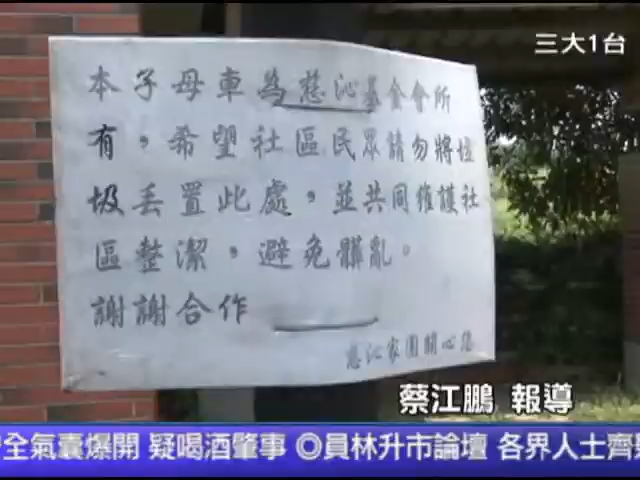 三大1台
本子母車為慈沁基金會所
有，希望社區民眾請勿將垃
圾丟置此處，並共同維護社
區整潔，避免髒亂。
謝謝合作
慈沁家園關心您
蔡江鵬 報導
全氣囊爆開 疑喝酒肇事 ◎員林升市論壇 各界人士齊聚